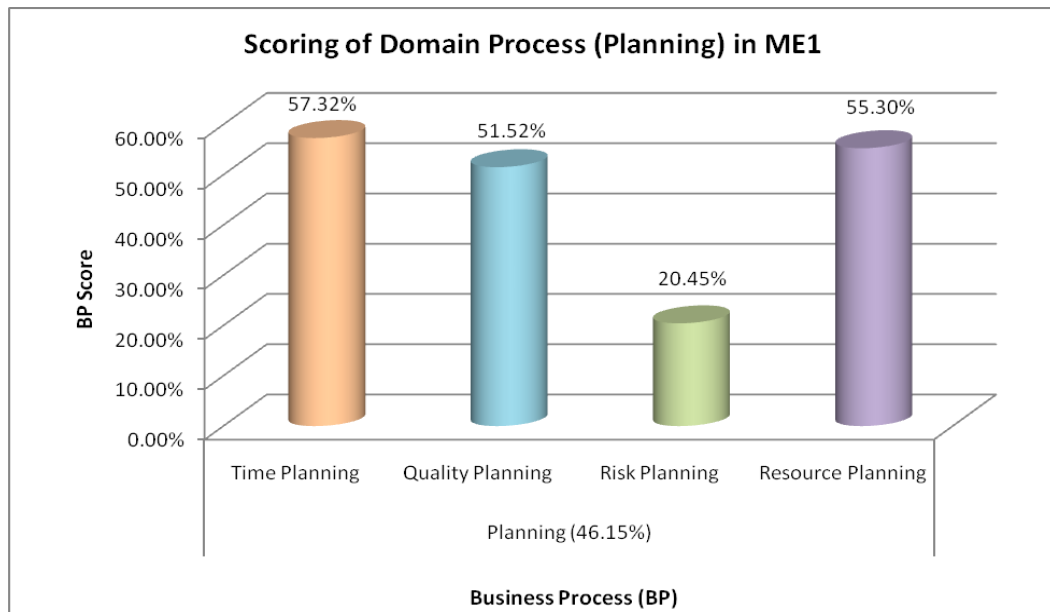 Scoring of Domain Process (Planning) in ME1
57.32%
51.52%
20.45%
55.30%
60.00%
50.00%
40.00%
30.00%
20.00%
10.00%
0.00%
BP Score
Time Planning
Quality Planning
Risk Planning
Resource Planning
Planning (46.15%)
Business Process (BP)